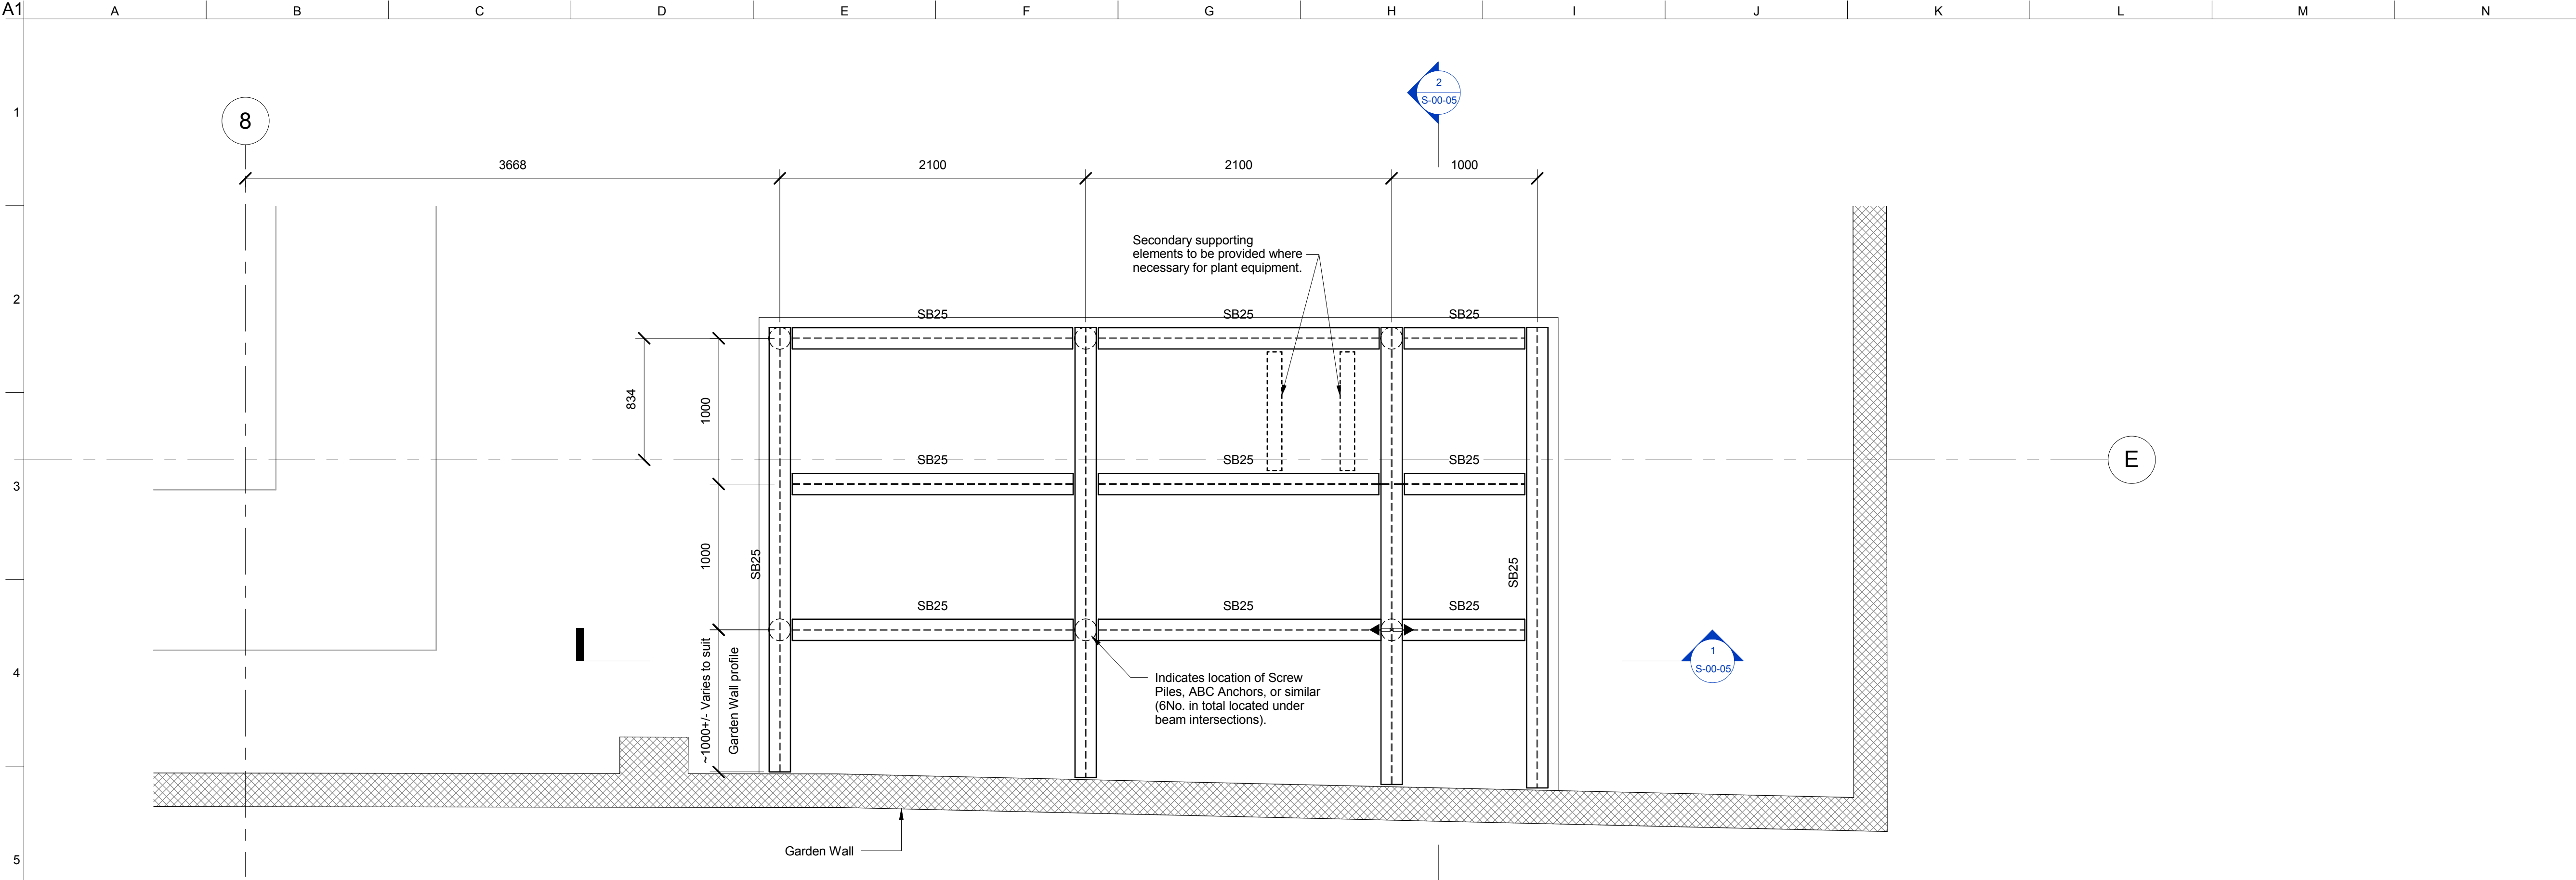 A1
A B C D E F G H I J K L M N
1
2
3
4
5
8
2
S-00-05
3668 2100 2100 1000
Secondary supporting
elements to be provided where
necessary for plant equipment.
SB25 SB25 SB25
834
1000
E
SB25 SB25 SB25
1000
SB25
SB25
SB25 SB25 SB25
~1000+/- Varies to suit
Garden Wall profile
Indicates location of Screw
Piles, ABC Anchors, or similar
(6No. in total located under
beam intersections).
1
S-00-05
Garden Wall